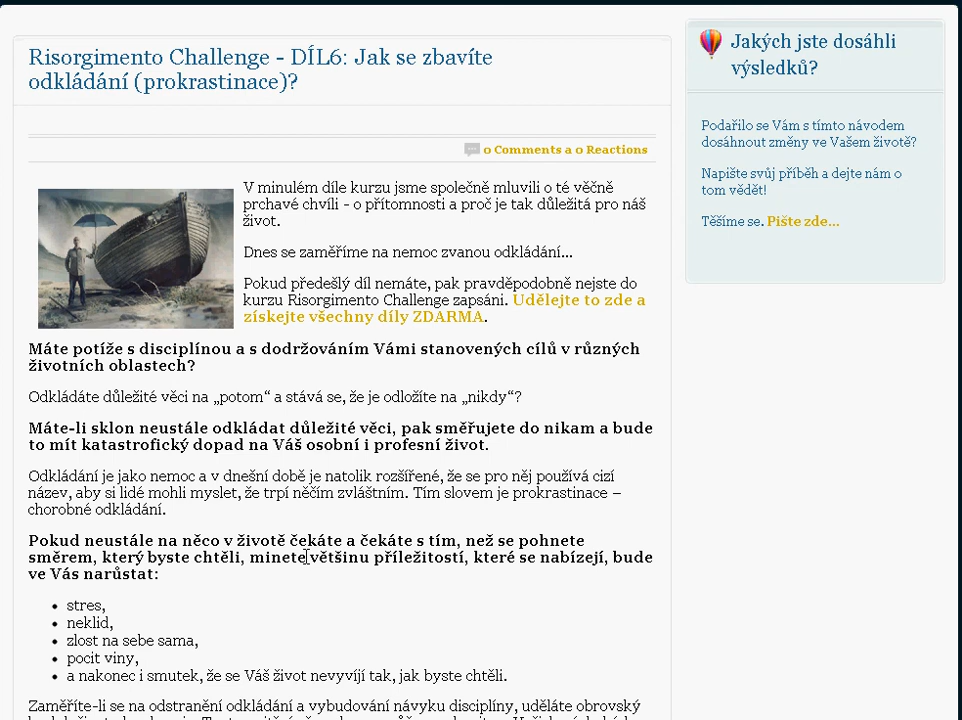 Risorgimento Challenge - DÍL6: Jak se zbavíte
odkládání (prokrastinace)?
0 Comments a 0 Reactions
V minulém díle kurzu jsme společně mluvili o té věčně
prchavé chvíli - o přítomnosti a proč je tak důležitá pro náš
život.
Dnes se zaměříme na nemoc zvanou odkládání...
Pokud předešlý díl nemáte, pak pravděpodobně nejste do
kurzu Risorgimento Challenge zapsáni. Udělejte to zde a
získejte všechny díly ZDARMA.
Máte potíže s disciplínou a s dodržováním Vámi stanovených cílů v různých
životních oblastech?
Odkládáte důležité věci na „potom“ a stává se, že je odložíte na „nikdy“?
Máte-li sklon neustále odkládat důležité věci, pak směřujete do nikam a bude
to mít katastrofický dopad na Váš osobní i profesní život.
Odkládání je jako nemoc a v dnešní době je natolik rozšířené, že se pro něj používá cizí
název, aby si lidé mohli myslet, že trpí něčím zvláštním. Tím slovem je prokrastinace –
chorobné odkládání.
Pokud neustále na něco v životě čekáte a čekáte s tím, než se pohnete
směrem, který byste chtěli, minete většinu příležitostí, které se nabízejí, bude
ve Vás narůstat:
• stres,
• neklid,
• zlost na sebe sama,
• pocit viny,
• a nakonec i smutek, že se Váš život nevyvíjí tak, jak byste chtěli.
Zaměříte-li se na odstranění odkládání a vybudování návyku disciplíny, uděláte obrovský
Jakých jste dosáhli
výsledků?
Podařilo se Vám s tímto návodem
dosáhnout změny ve Vašem životě?
Napište svůj příběh a dejte nám o
tom vědět!
Těšíme se. Pište zde...